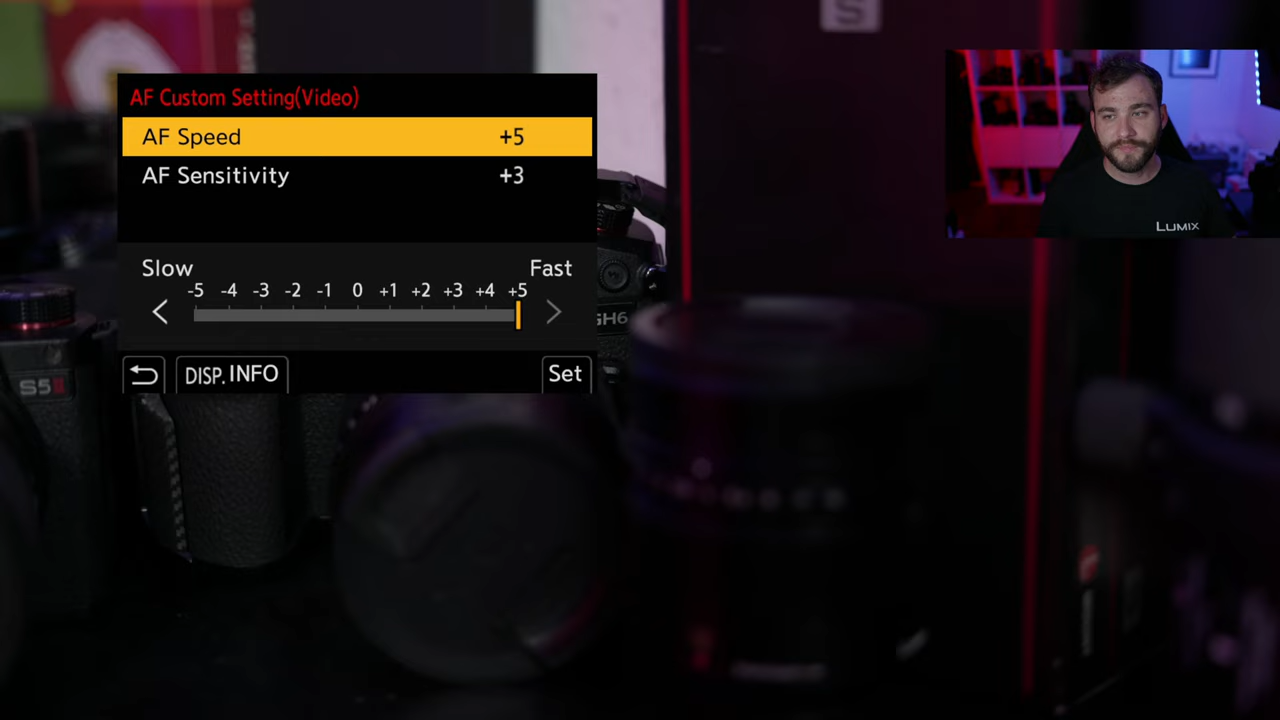 S
AF Custom Setting(Video)
AF Speed +5
AF Sensitivity +3
Slow Fast
-5 -4 -3 -2 -1 0 +1 +2 +3 +4 +5
DISP. INFO Set
LUMIX
GH6
S5II